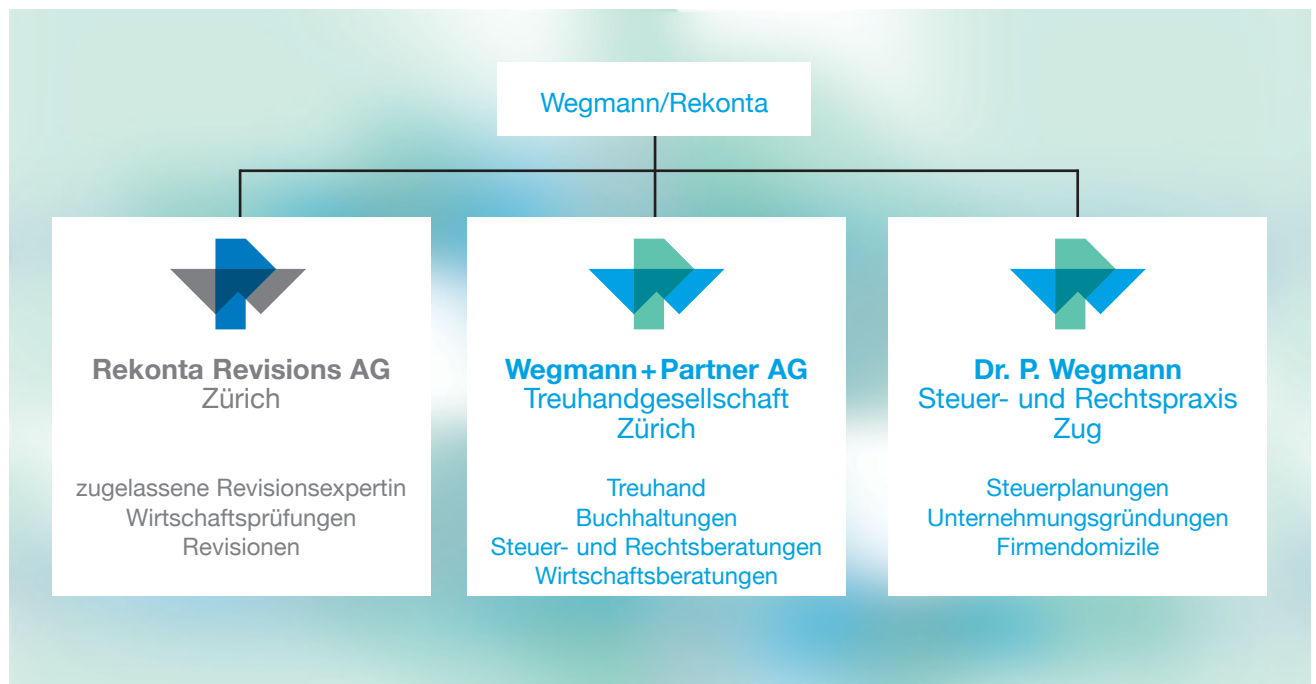 Wegmann/Rekonta
Rekonta Revisions AG
Zürich
zugelassene Revisionsexpertin
Wirtschaftsprüfungen
Revisionen
Wegmann+Partner AG
Treuhandgesellschaft
Zürich
Treuhand
Buchhaltungen
Steuer- und Rechtsberatungen
Wirtschaftsberatungen
Dr. P. Wegmann
Steuer- und Rechtspraxis
Zug
Steuerplanungen
Unternehmungsgründungen
Firmendomizile